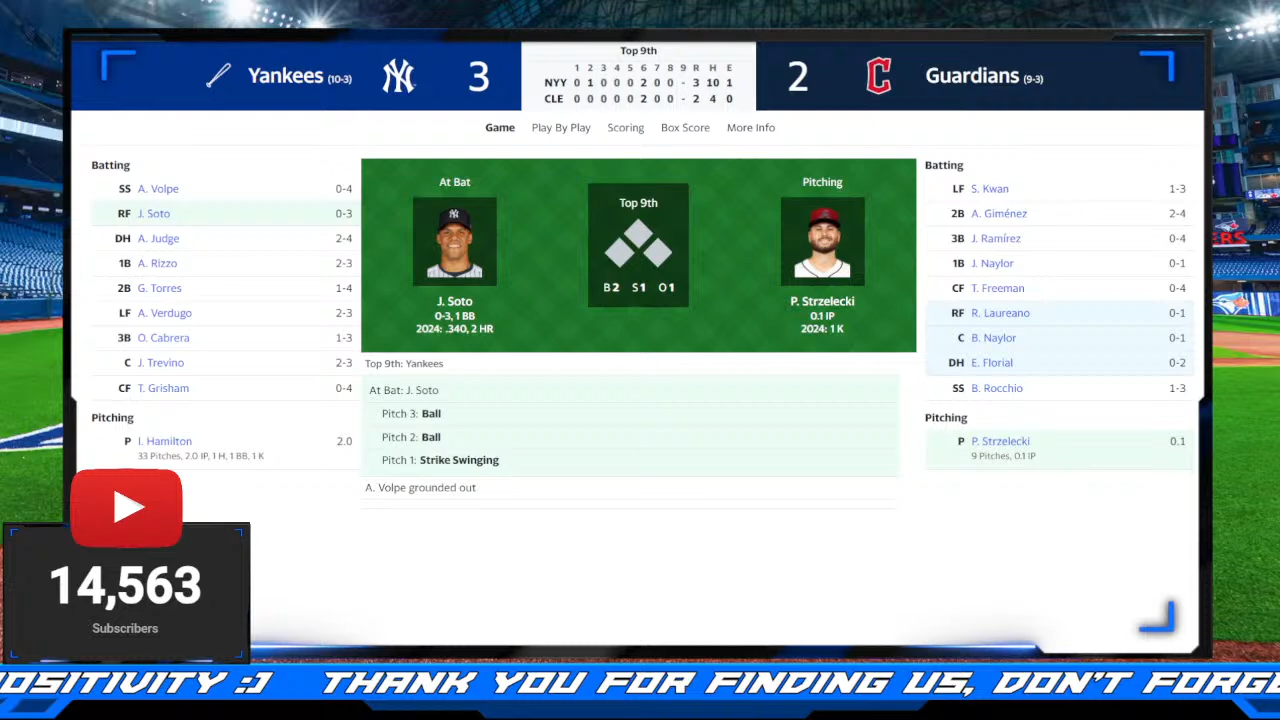 Yankees (10-3)
NY
3
Top 9th
1 2 3 4 5 6 7 8 9 R H E
NYY 0 1 0 0 0 2 0 0 - 3 10 1
CLE 0 0 0 0 0 2 0 0 - 2 4 0
2
C
Guardians (9-3)
Game Play By Play Scoring Box Score More Info
Batting
SS A. Volpe 0-4
RF J. Soto 0-3
DH A. Judge 2-4
1B A. Rizzo 2-3
2B G. Torres 1-4
LF A. Verdugo 2-3
3B O. Cabrera 1-3
C J. Trevino 2-3
CF T. Grisham 0-4
Pitching
P I. Hamilton 2.0
33 Pitches, 2.0 IP, 1 H, 1 BB, 1 K
At Bat
J. Soto
0-3, 1 BB
2024: .340, 2 HR
Top 9th
B 2 S 1 O 1
Pitching
P. Strzelecki
0.1 IP
2024: 1 K
Top 9th: Yankees
At Bat: J. Soto
Pitch 3: Ball
Pitch 2: Ball
Pitch 1: Strike Swinging
A. Volpe grounded out
Batting
LF S. Kwan 1-3
2B A. Giménez 2-4
3B J. Ramírez 0-4
1B J. Naylor 0-1
CF T. Freeman 0-4
RF R. Laureano 0-1
C B. Naylor 0-1
DH E. Florial 0-2
SS B. Rocchio 1-3
Pitching
P P. Strzelecki 0.1
9 Pitches, 0.1 IP
14,563
Subscribers
OSITIVITY :) THANK YOU FOR FINDING US, DON'T FORGE